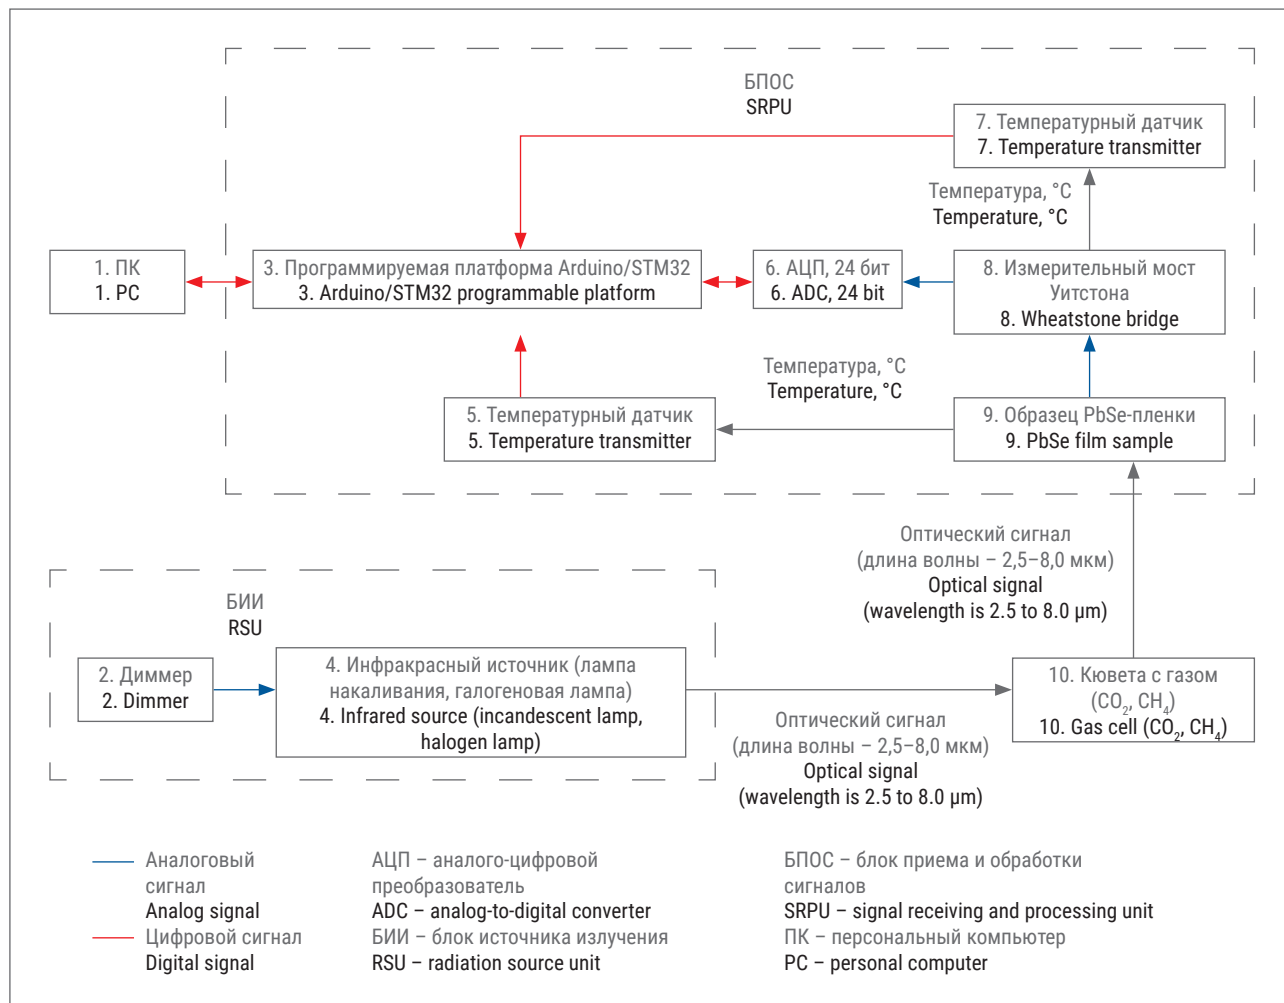 БПОС
SRPU
7. Температурный датчик
7. Temperature transmitter
Температура, °C
Temperature, °C
1. ПК
1. PC
3. Программируемая платформа Arduino/STM32
3. Arduino/STM32 programmable platform
6. АЦП, 24 бит
6. ADC, 24 bit
8. Измерительный мост
Уитстона
8. Wheatstone bridge
Температура, °C
Temperature, °C
5. Температурный датчик
5. Temperature transmitter
9. Образец PbSe-пленки
9. PbSe film sample
Оптический сигнал
(длина волны – 2,5–8,0 мкм)
Optical signal
(wavelength is 2.5 to 8.0 µm)
БИИ
RSU
2. Диммер
2. Dimmer
4. Инфракрасный источник (лампа
накаливания, галогеновая лампа)
4. Infrared source (incandescent lamp,
halogen lamp)
10. Кювета с газом
(CO₂, CH₄)
10. Gas cell (CO₂, CH₄)
Оптический сигнал
(длина волны – 2,5–8,0 мкм)
Optical signal
(wavelength is 2.5 to 8.0 µm)
Аналоговый
сигнал
Analog signal
Цифровой сигнал
Digital signal
АЦП – аналого-цифровой
преобразователь
ADC – analog-to-digital converter
БИИ – блок источника излучения
RSU – radiation source unit
БПОС – блок приема и обработки
сигналов
SRPU – signal receiving and processing unit
ПК – персональный компьютер
PC – personal computer